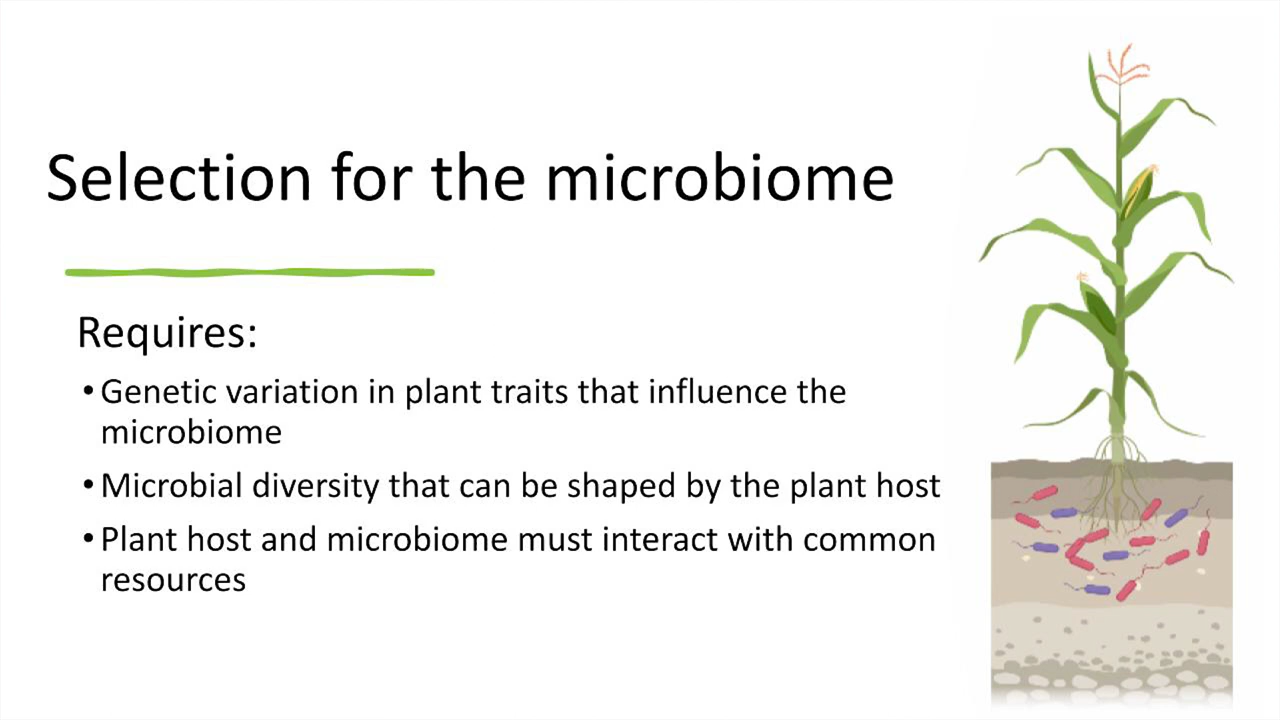 Selection for the microbiome
Requires:
• Genetic variation in plant traits that influence the
microbiome
• Microbial diversity that can be shaped by the plant host
• Plant host and microbiome must interact with common
resources